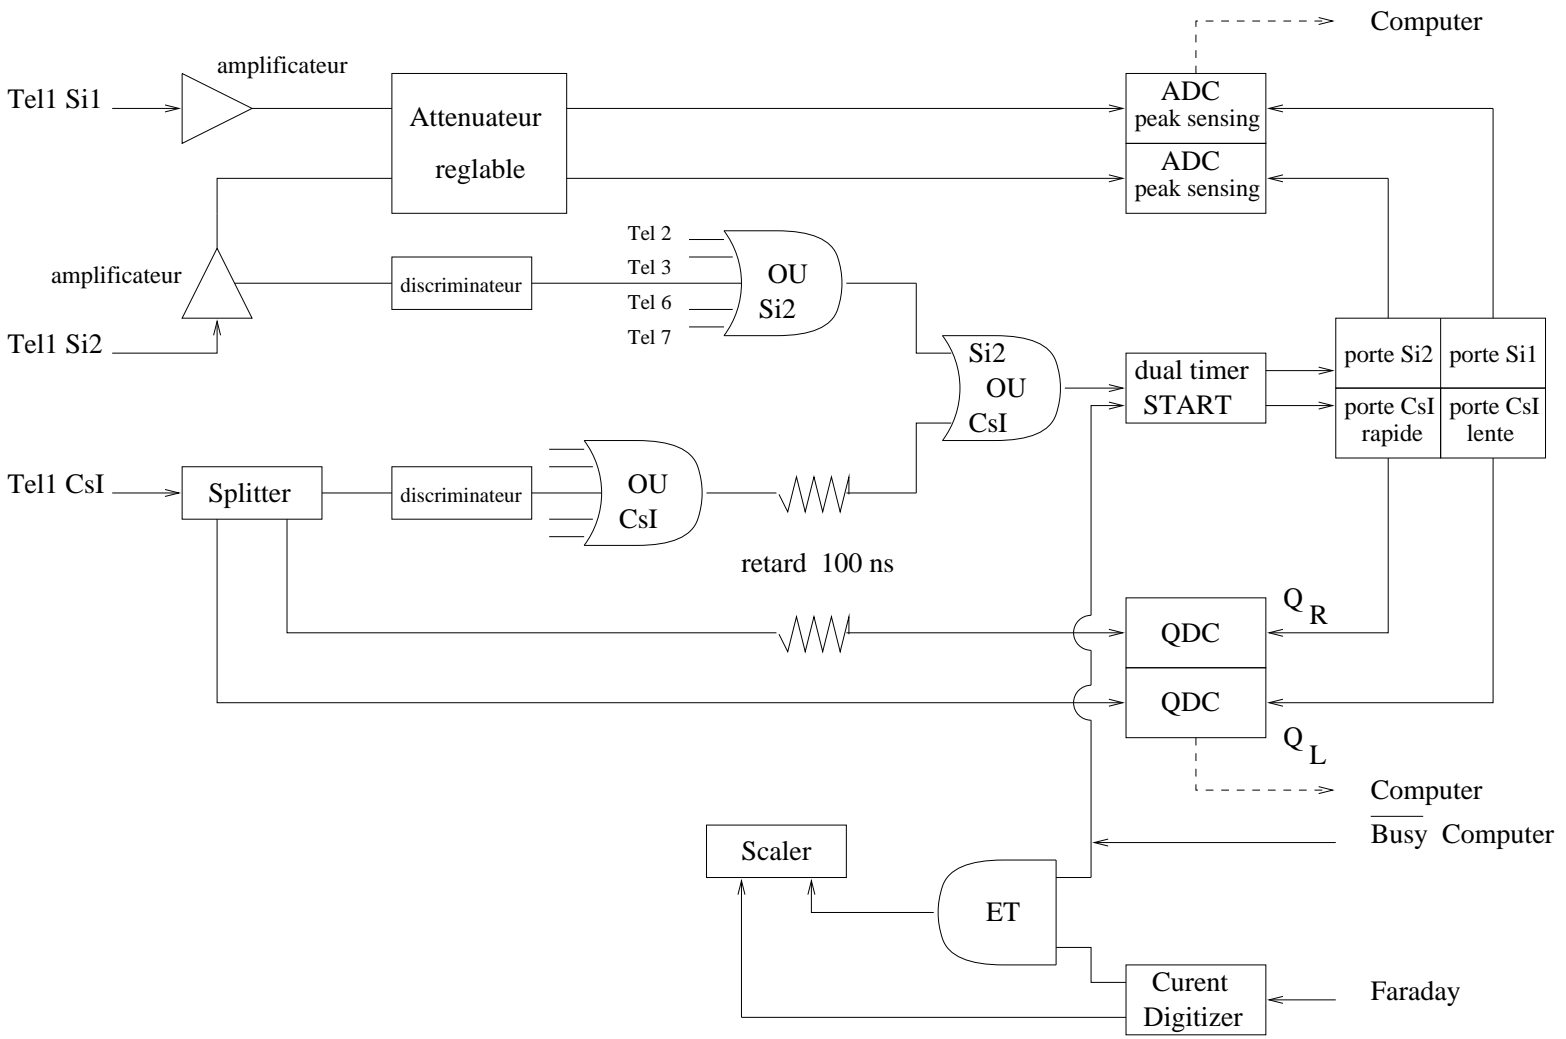 Computer
amplificateur
Tel1 Si1
Attenuateur
reglable
ADC
peak sensing
ADC
peak sensing
Tel 2
Tel 3
Tel 6
Tel 7
OU
Si2
amplificateur
discriminateur
Tel1 Si2
Si2
OU
CsI
dual timer
START
porte Si2
porte Si1
porte CsI
rapide
porte CsI
lente
Tel1 CsI
Splitter
discriminateur
OU
CsI
retard 100 ns
QDC
Q R
QDC
Q L
Computer
Busy Computer
Scaler
ET
Curent
Digitizer
Faraday